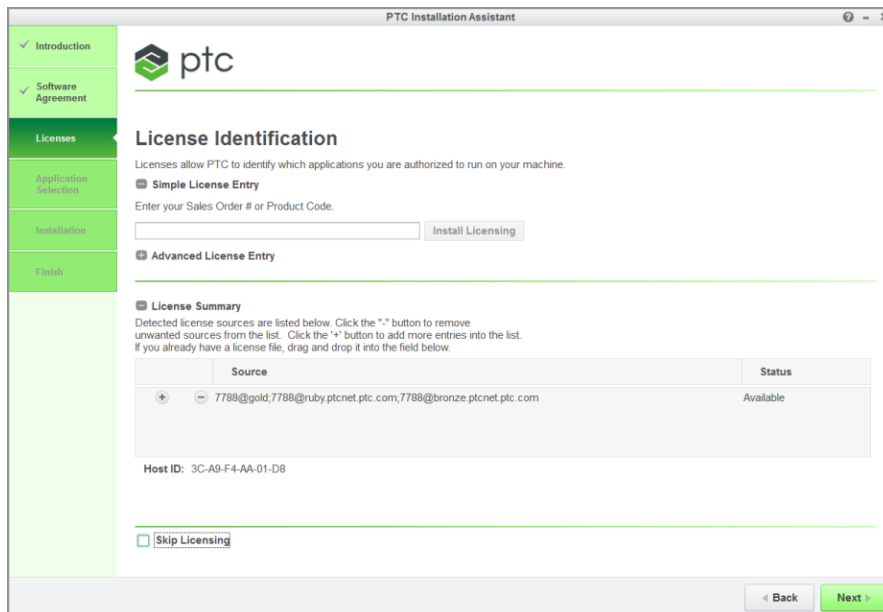 PTC Installation Assistant
Introduction
Software
Agreement
Licenses
Application
Selection
Installation
Finish
ptc
License Identification
Licenses allow PTC to identify which applications you are authorized to run on your machine.
Simple License Entry
Enter your Sales Order # or Product Code.
Install Licensing
Advanced License Entry
License Summary
Detected license sources are listed below. Click the "-" button to remove
unwanted sources from the list. Click the '+' button to add more entries into the list.
If you already have a license file, drag and drop it into the field below.
Source Status
7788@gold;7788@ruby.ptcnet.ptc.com;7788@bronze.ptcnet.ptc.com Available
Host ID: 3C-A9-F4-AA-01-D8
Skip Licensing
Back Next